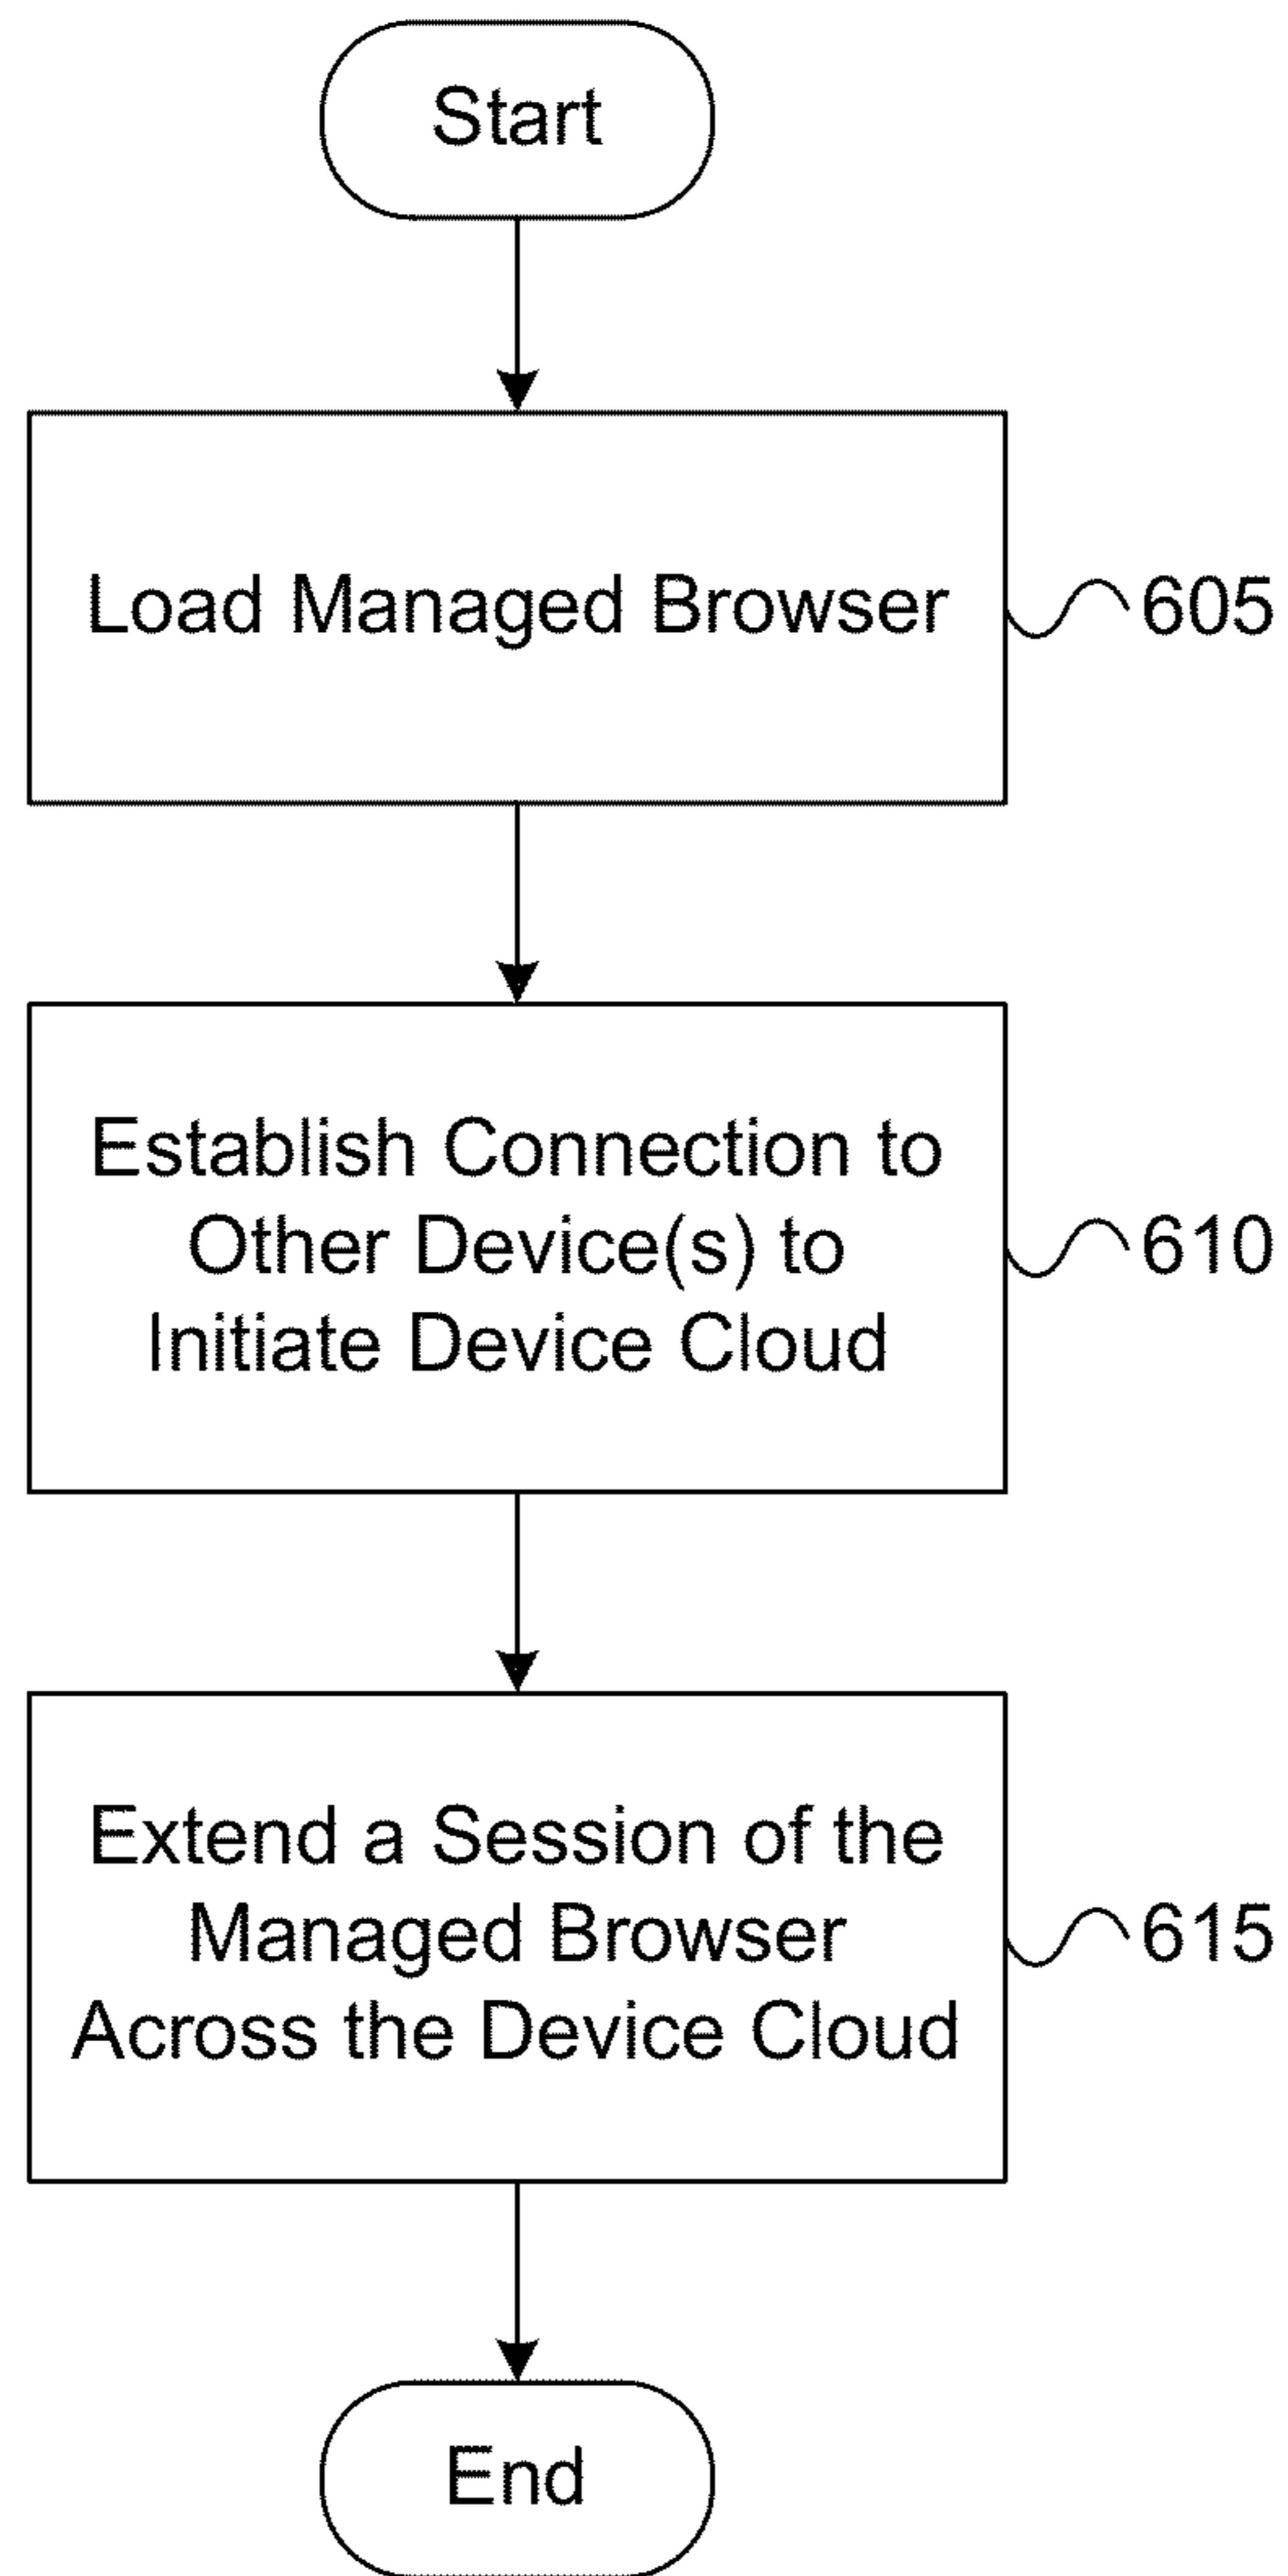 Start
Load Managed Browser
605
Establish Connection to
Other Device(s) to
Initiate Device Cloud
610
Extend a Session of the
Managed Browser
Across the Device Cloud
615
End